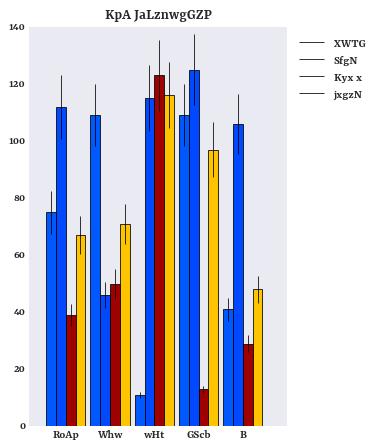 KpA JaLznwgGZP
140
120
100
80
60
40
20
0
RoAp Whw wHt GScb B
XWTG
SfgN
Kyx x
jxgzN